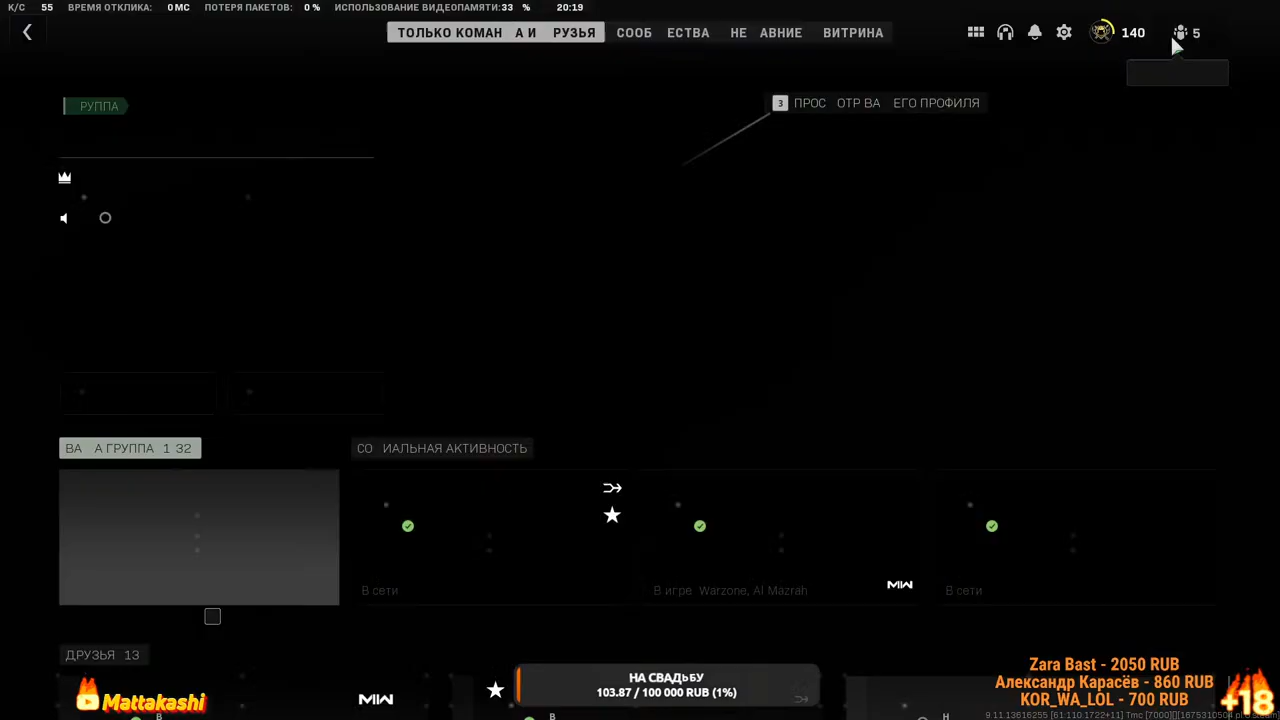 К/С 55 ВРЕМЯ ОТКЛИКА: 0 МС ПОТЕРЯ ПАКЕТОВ: 0 % ИСПОЛЬЗОВАНИЕ ВИДЕОПАМЯТИ: 33 % 20:19
ТОЛЬКО КОМАН А И РУЗЬЯ СООБ ЕСТВА НЕ АВНИЕ ВИТРИНА 140 5
РУППА
3 ПРОС ОТР ВА ЕГО ПРОФИЛЯ
ВА А ГРУППА 1 32 СО ИАЛЬНАЯ АКТИВНОСТЬ
В сети В игре Warzone, Al Mazrah MW В сети
ДРУЗЬЯ 13
Zara Bast - 2050 RUB
Александр Карасёв - 860 RUB
KOR_WA_LOL - 700 RUB
НА СВАДЬБУ
103.87 / 100 000 RUB (1%)
Mattakashi MW +18
В В Н